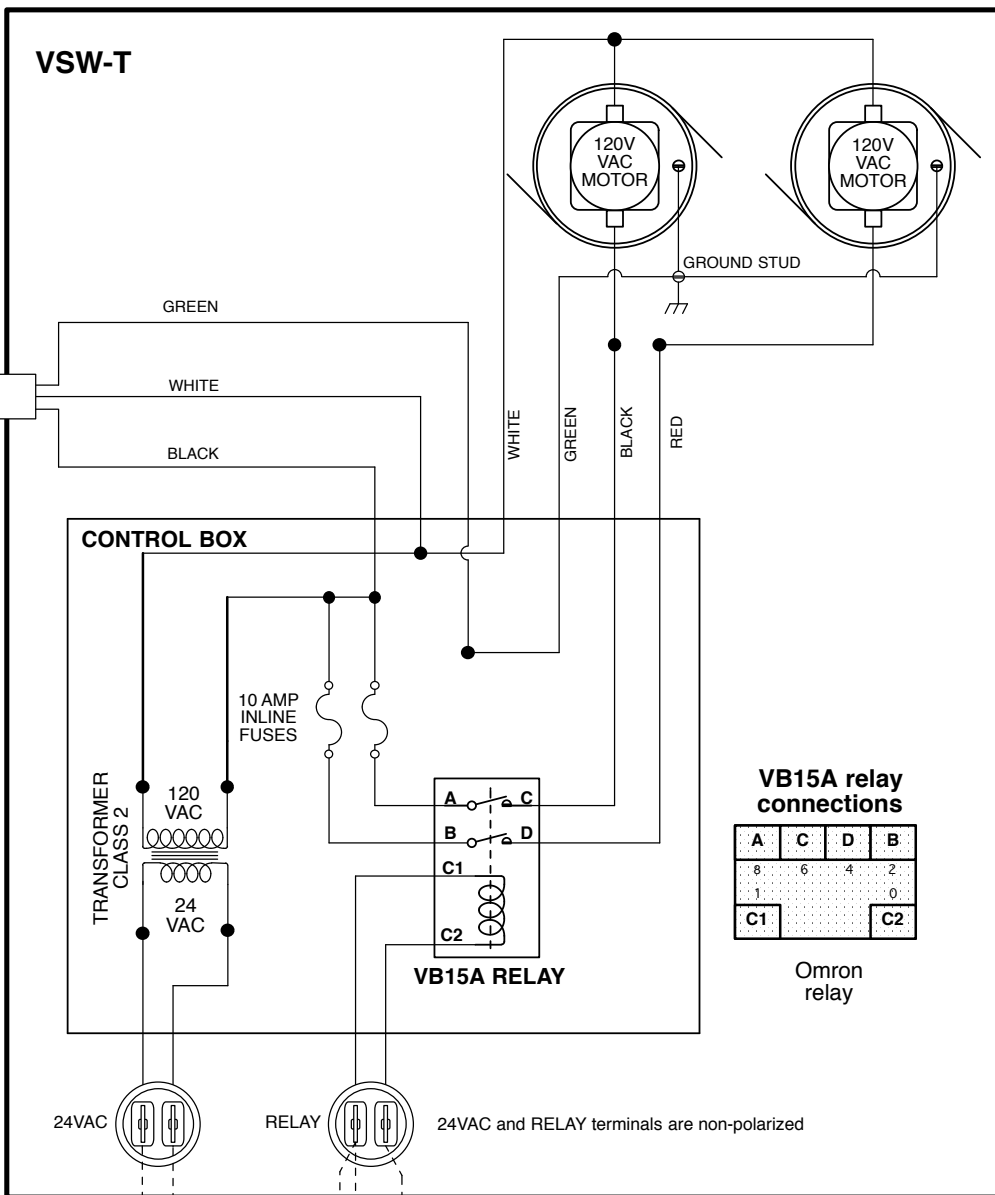 VSW-T
120V
VAC
MOTOR
120V
VAC
MOTOR
GROUND STUD
GREEN
WHITE
BLACK
WHITE
GREEN
BLACK
RED
CONTROL BOX
10 AMP
INLINE
FUSES
TRANSFORMER
CLASS 2
120
VAC
24
VAC
A C
B D
C1
C2
VB15A RELAY
VB15A relay
connections
A C D B
8 6 4 2
1 0
C1 C2
Omron
relay
24VAC
RELAY
24VAC and RELAY terminals are non-polarized